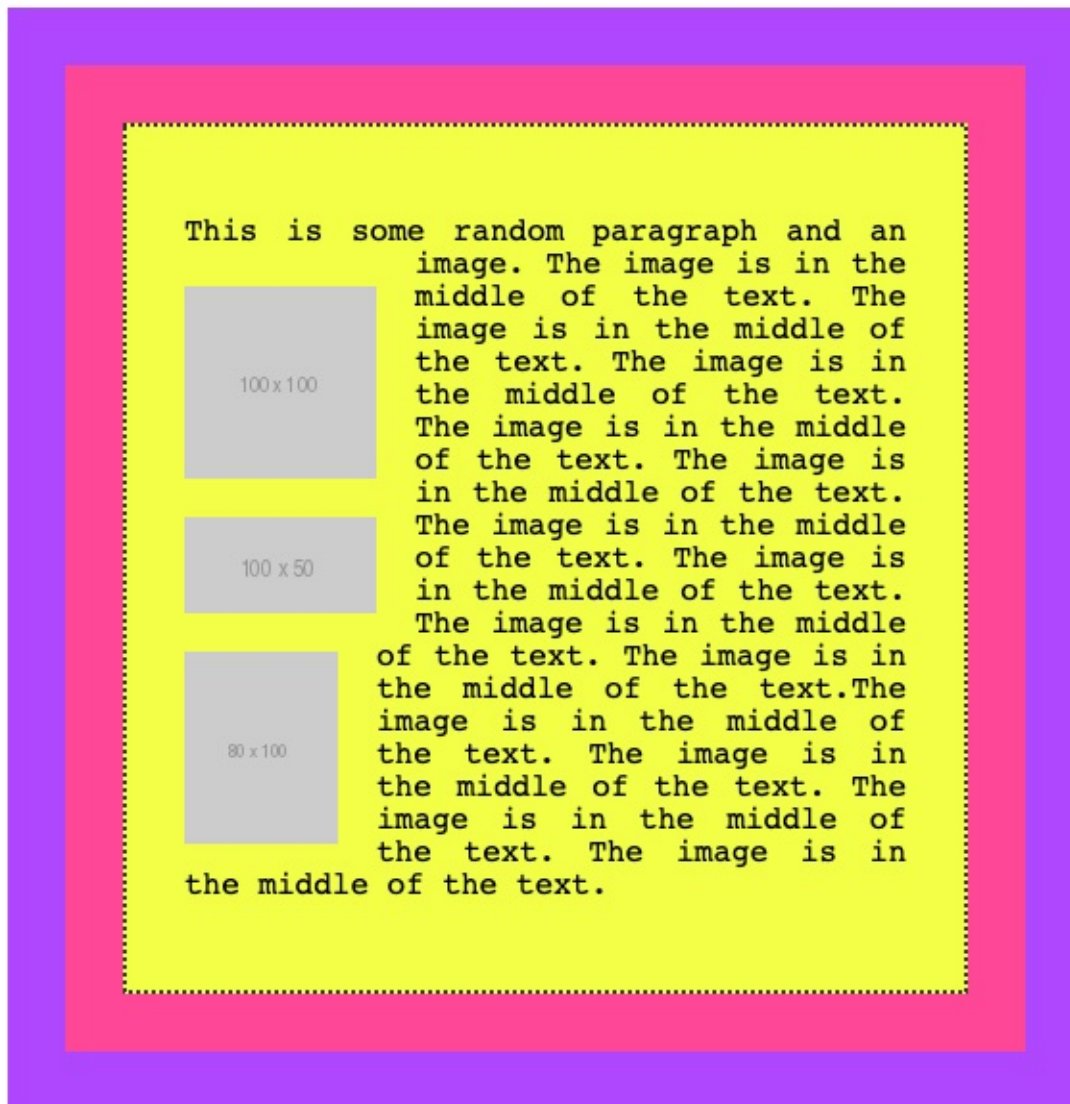 This is some random paragraph and an
image. The image is in the
middle of the text. The
image is in the middle of
the text. The image is in
the middle of the text.
The image is in the middle
of the text. The image is
in the middle of the text.
The image is in the middle
of the text. The image is
in the middle of the text.
The image is in the middle
of the text. The image is in
the middle of the text.The
image is in the middle of
the text. The image is in
the middle of the text. The
image is in the middle of
the text. The image is in
the middle of the text.
100 x 100
100 x 50
80 x 100